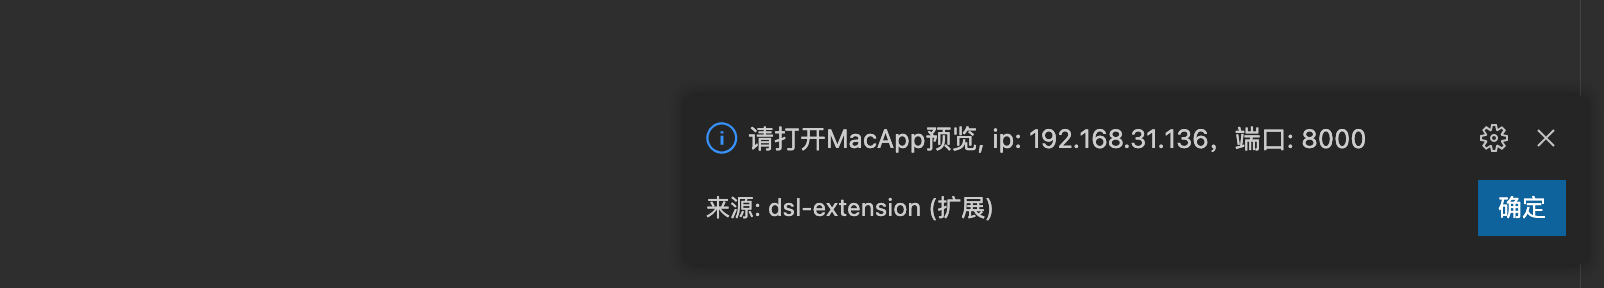 请打开MacApp预览, ip: 192.168.31.136，端口: 8000
来源: dsl-extension (扩展)
确定